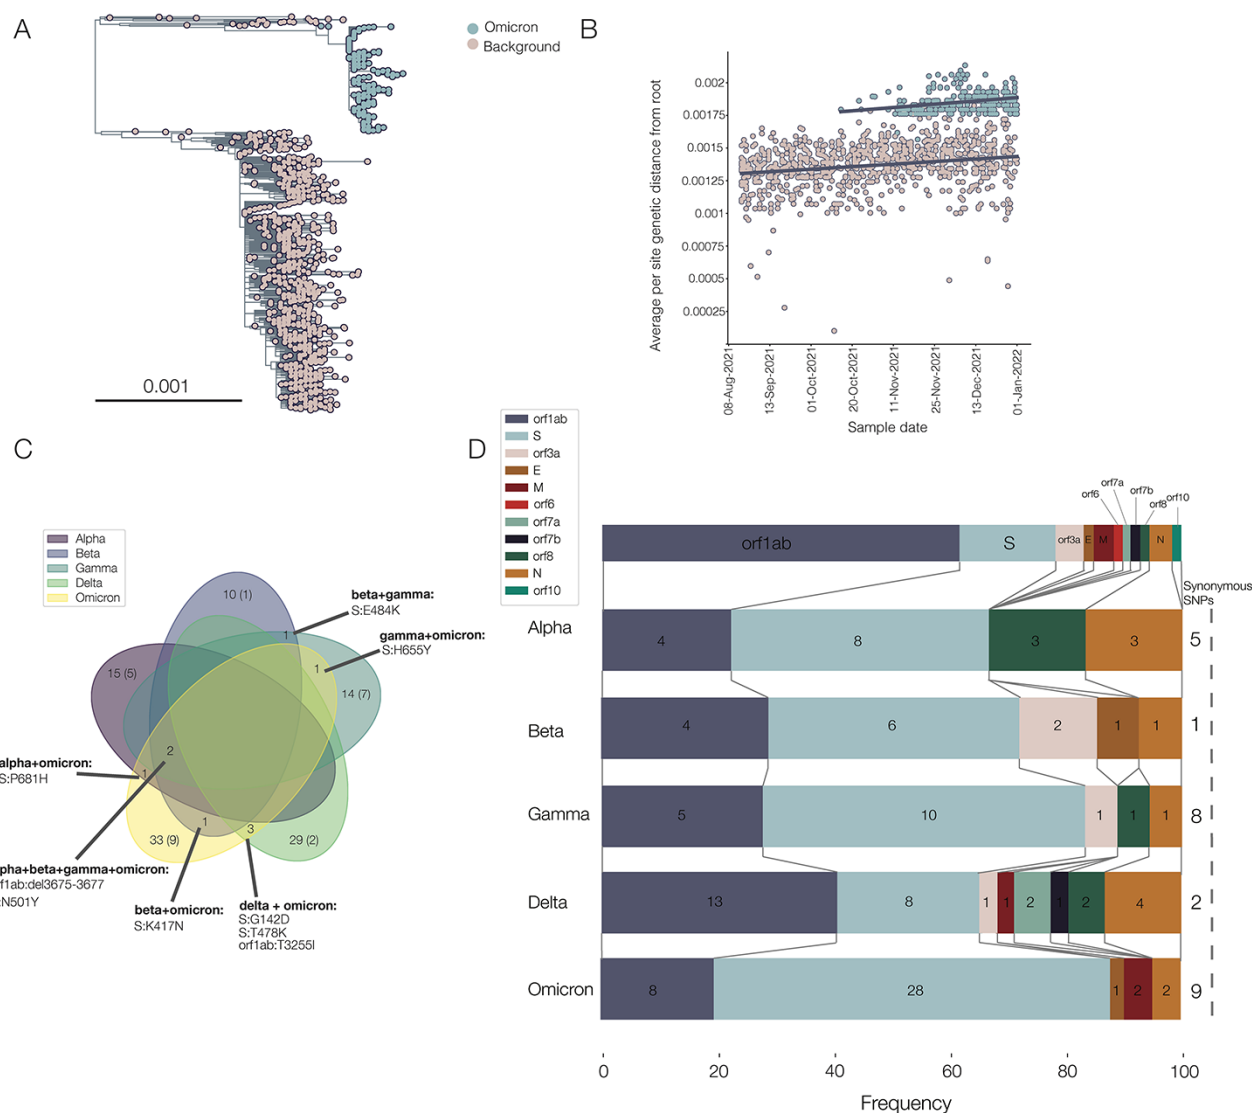 A
Omicron
Background
0.001
B
Average per site genetic distance from root
0.002
0.00175
0.0015
0.00125
0.001
0.00075
0.0005
0.00025
08-Aug-2021
13-Sep-2021
01-Oct-2021
20-Oct-2021
11-Nov-2021
25-Nov-2021
13-Dec-2021
01-Jan-2022
Sample date
C
Alpha
Beta
Gamma
Delta
Omicron
10 (1)
beta+gamma:
S:E484K
1
gamma+omicron:
S:H655Y
1
15 (5)
14 (7)
2
alpha+omicron:
S:P681H
1
1
3
33 (9)
29 (2)
pha+beta+gamma+omicron:
f1ab:del3675-3677
:N501Y
beta+omicron:
S:K417N
delta + omicron:
S:G142D
S:T478K
orf1ab:T3255I
D
orf1ab
S
orf3a
E
M
orf6
orf7a
orf7b
orf8
N
orf10
orf6
orf7a
orf7b
orf8
orf10
orf1ab
S
orf3a
E
M
N
Synonymous
SNPs
Alpha
4
8
3
3
5
Beta
4
6
2
1
1
1
Gamma
5
10
1
1
1
8
Delta
13
8
1
1
2
1
2
4
2
Omicron
8
28
1
2
2
9
0
20
40
60
80
100
Frequency